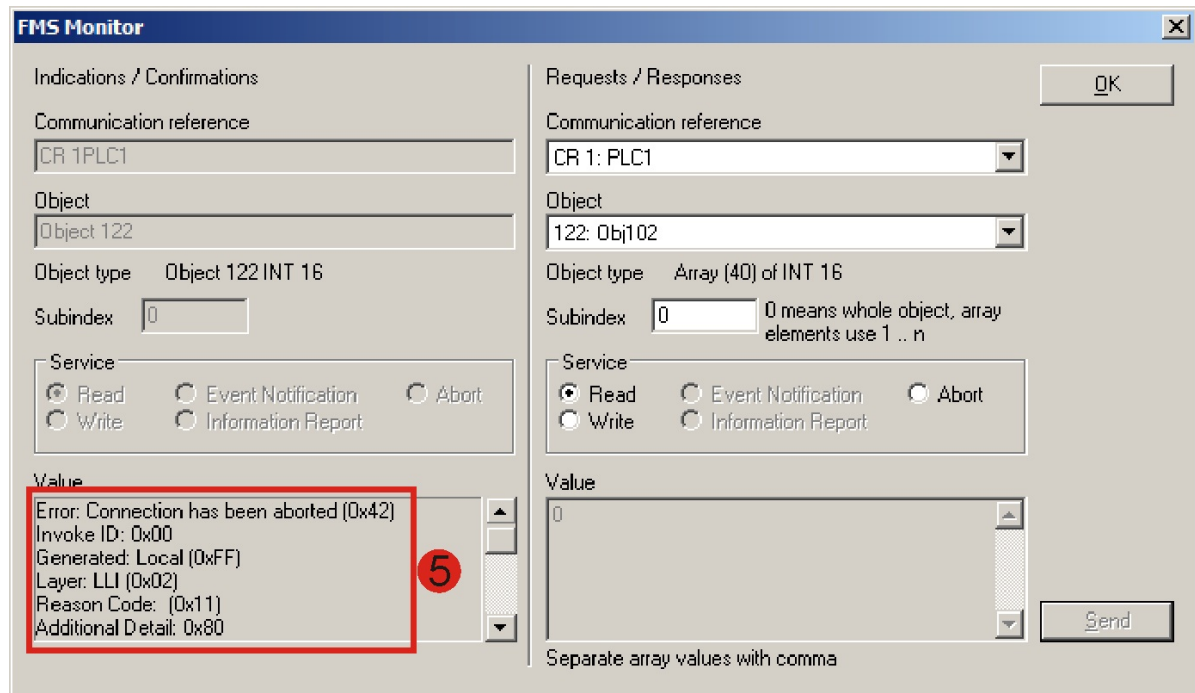 FMS Monitor
Indications / Confirmations
Communication reference
CR 1PLC1
Object
Object 122
Object type Object 122 INT 16
Subindex 0
Service
Read Event Notification Abort
Write Information Report
Value
Error: Connection has been aborted (0x42)
Invoke ID: 0x00
Generated: Local (0xFF)
Layer: LLI (0x02)
Reason Code: (0x11)
Additional Detail: 0x80
5
Requests / Responses
Communication reference
CR 1: PLC1
Object
122: Obj102
Object type Array (40) of INT 16
Subindex 0 0 means whole object, array
elements use 1 .. n
Service
Read Event Notification Abort
Write Information Report
Value
0
Separate array values with comma
OK
Send